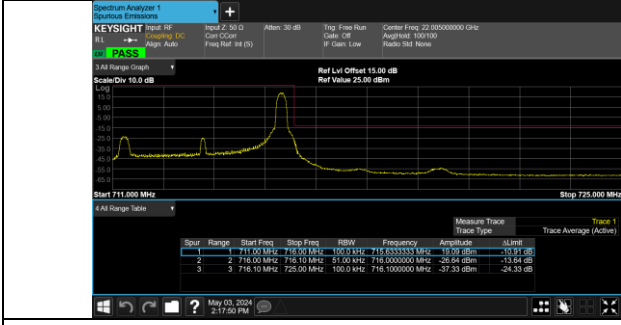 Spectrum Analyzer 1
Spurious Emissions
+
KEYSIGHT Input: RF Input Z: 50 Ω Atten: 30 dB Trig: Free Run Center Freq: 22.005000000 GHz
R L Coupling: DC Corr CCorr Gate: Off Avg|Hold: 100/100
Align: Auto Freq Ref: Int (S) IF Gain: Low Radio Std: None
PASS
3 All Range Graph
Ref Lvl Offset 15.00 dB
Scale/Div 10.0 dB Ref Value 25.00 dBm
Log
15.0
5.00
-5.00
-15.0
-25.0
-35.0
-45.0
-55.0
-65.0
Start 711.000 MHz Stop 725.000 MHz
4 All Range Table
Measure Trace Trace 1
Trace Type Trace Average (Active)
Spur Range Start Freq Stop Freq RBW Frequency Amplitude ΔLimit
1 1 711.00 MHz 716.00 MHz 100.0 kHz 715.6333333 MHz 19.09 dBm -10.91 dB
2 2 716.00 MHz 716.10 MHz 51.00 kHz 716.0000000 MHz -26.64 dBm -13.64 dB
3 3 716.10 MHz 725.00 MHz 100.0 kHz 716.1000000 MHz -37.33 dBm -24.33 dB
? May 03, 2024
2:17:50 PM